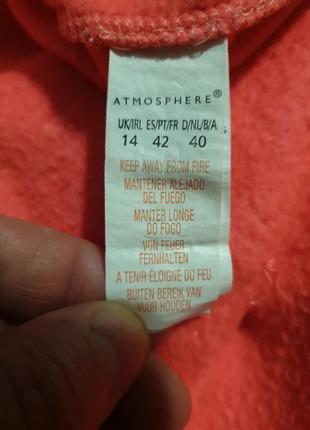 ATMOSPHERE®
UK/IRL ES/PT/FR D/NL/B/A
14 42 40
KEEP AWAY FROM FIRE
MANTENER ALEJADO
DEL FUEGO
MANTER LONGE
DO FOGO
VON FEUER
FERNHALTEN
A TENIR ÉLOIGNÉ DU FEU
BUITEN BEREIK VAN
VUUR HOUDEN